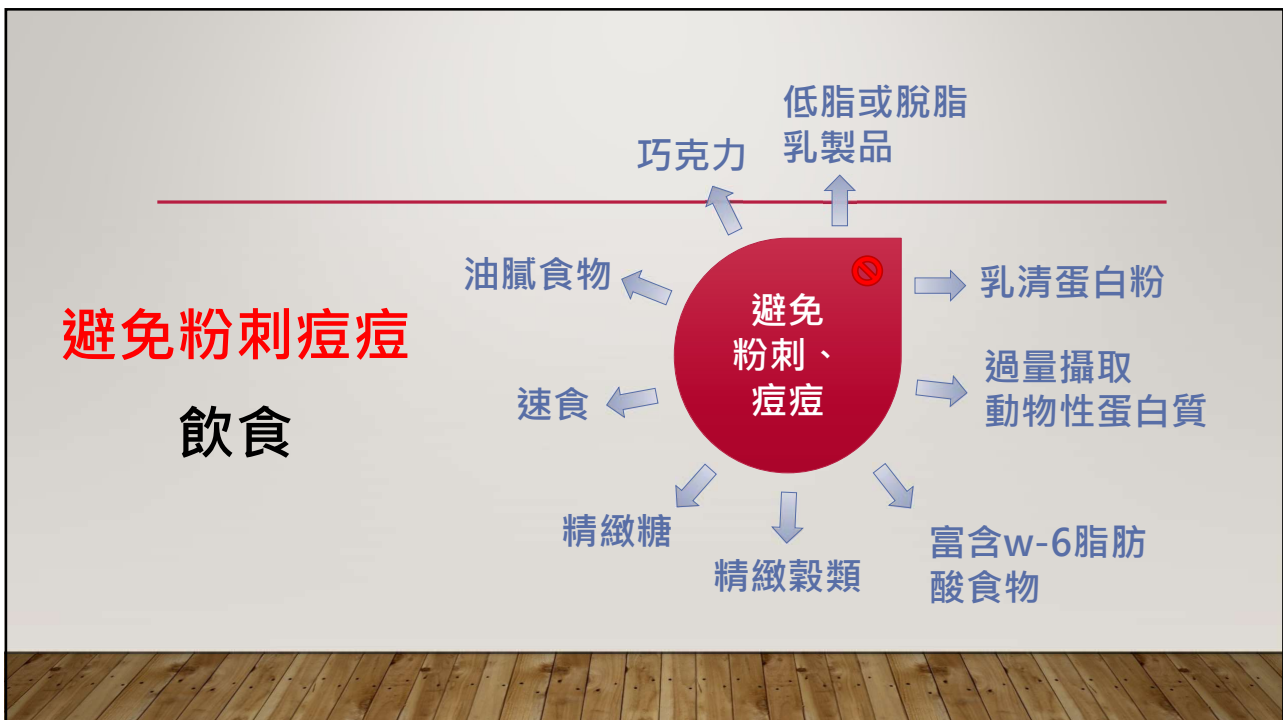 避免粉刺痘痘
飲食
避免
粉刺、
痘痘
低脂或脫脂
乳製品
乳清蛋白粉
過量攝取
動物性蛋白質
富含w-6脂肪
酸食物
精緻穀類
精緻糖
速食
油膩食物
巧克力